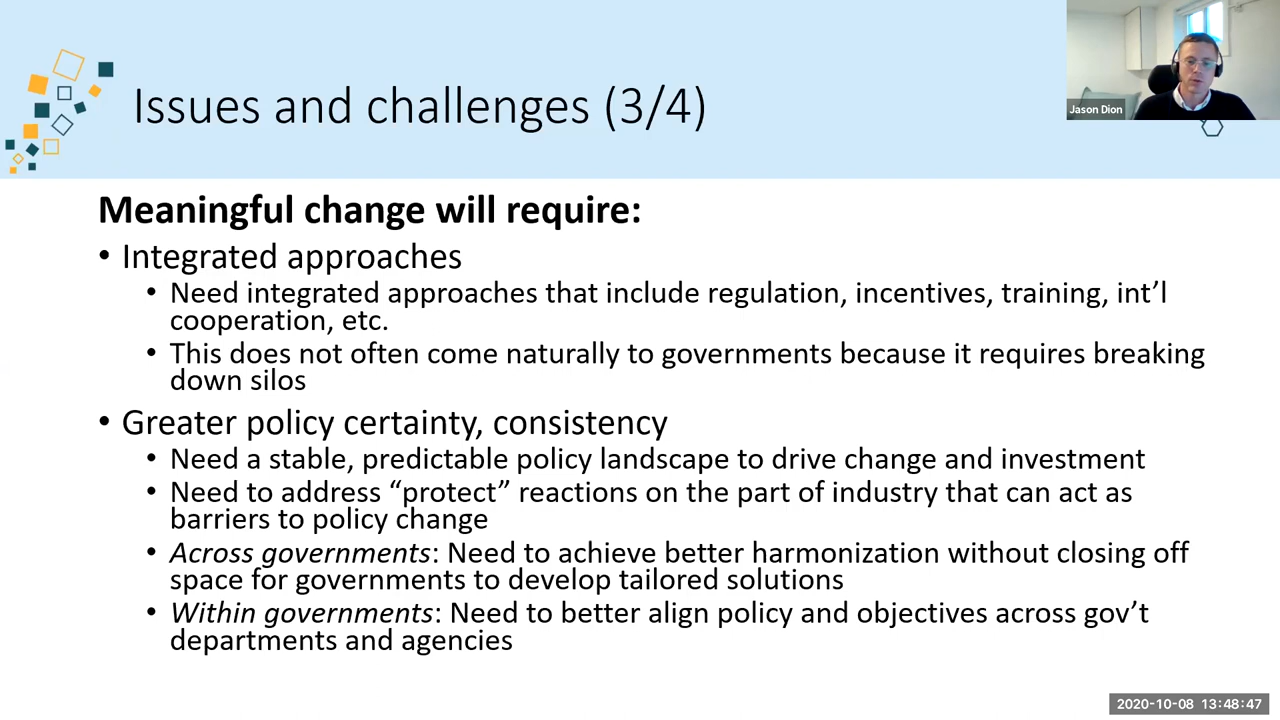 Issues and challenges (3/4)
Jason Dion
Meaningful change will require:
• Integrated approaches
• Need integrated approaches that include regulation, incentives, training, int’l
cooperation, etc.
• This does not often come naturally to governments because it requires breaking
down silos
• Greater policy certainty, consistency
• Need a stable, predictable policy landscape to drive change and investment
• Need to address “protect” reactions on the part of industry that can act as
barriers to policy change
• Across governments: Need to achieve better harmonization without closing off
space for governments to develop tailored solutions
• Within governments: Need to better align policy and objectives across gov’t
departments and agencies
2020-10-08 13:48:47